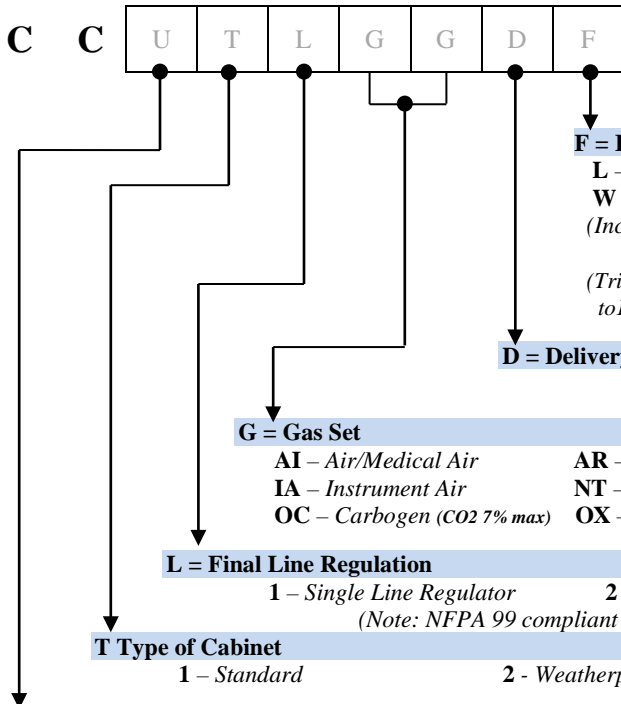 C C U T L G G D F
F =
L –
W
(Inc
(Tri
to1
D = Delivery
G = Gas Set
AI – Air/Medical Air AR –
IA – Instrument Air NT –
OC – Carbogen (CO2 7% max) OX –
L = Final Line Regulation
1 – Single Line Regulator 2
(Note: NFPA 99 compliant
T Type of Cabinet
1 – Standard 2 - Weatherp